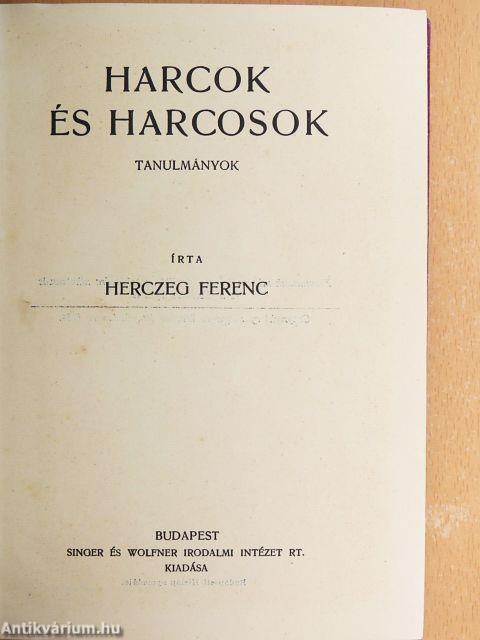 HARCOK
ÉS HARCOSOK
TANULMÁNYOK
ÍRTA
HERCZEG FERENC
BUDAPEST
SINGER ÉS WOLFNER IRODALMI INTÉZET RT.
KIADÁSA
Antikvárium.hu